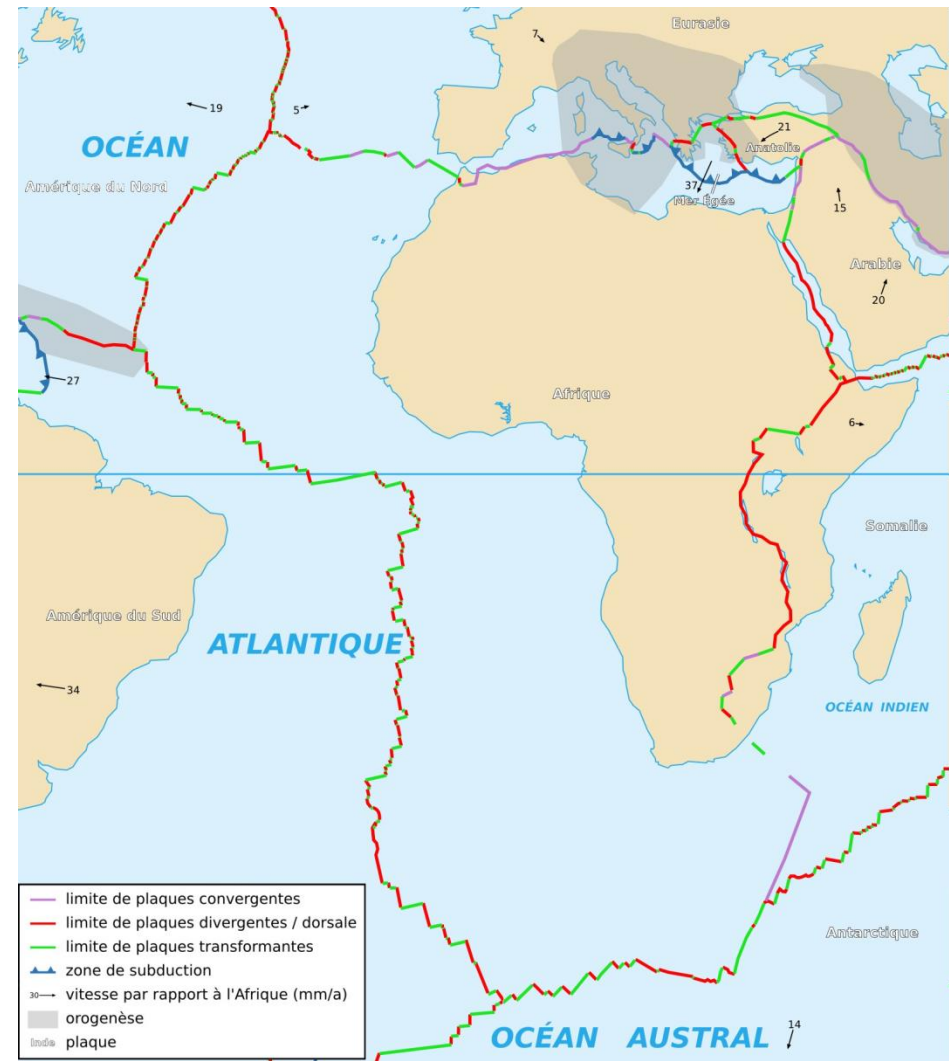 Eurasie
7
19
5
OCÉAN
21
Anatolie
Amérique du Nord
37
Mer Égée
15
Arabie
20
27
Afrique
6
Somalie
Amérique du Sud
ATLANTIQUE
34
OCÉAN INDIEN
limite de plaques convergentes
limite de plaques divergentes / dorsale
limite de plaques transformantes
zone de subduction
30 vitesse par rapport à l'Afrique (mm/a)
orogenèse
Inde plaque
Antarctique
OCÉAN AUSTRAL
14